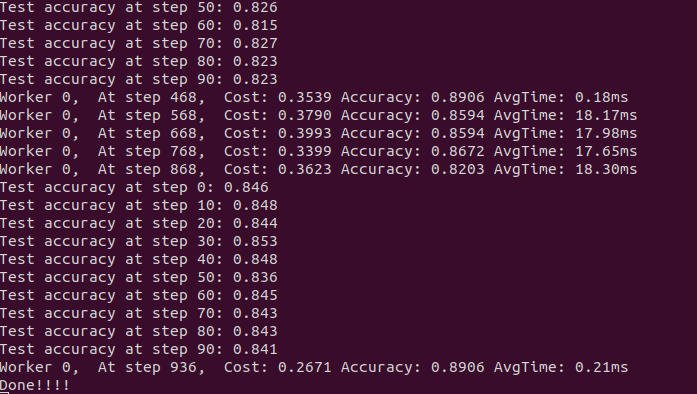 Test accuracy at step 50: 0.826
Test accuracy at step 60: 0.815
Test accuracy at step 70: 0.827
Test accuracy at step 80: 0.823
Test accuracy at step 90: 0.823
Worker 0,  At step 468,  Cost: 0.3539 Accuracy: 0.8906 AvgTime: 0.18ms
Worker 0,  At step 568,  Cost: 0.3790 Accuracy: 0.8594 AvgTime: 18.17ms
Worker 0,  At step 668,  Cost: 0.3993 Accuracy: 0.8594 AvgTime: 17.98ms
Worker 0,  At step 768,  Cost: 0.3399 Accuracy: 0.8672 AvgTime: 17.65ms
Worker 0,  At step 868,  Cost: 0.3623 Accuracy: 0.8203 AvgTime: 18.30ms
Test accuracy at step 0: 0.846
Test accuracy at step 10: 0.848
Test accuracy at step 20: 0.844
Test accuracy at step 30: 0.853
Test accuracy at step 40: 0.848
Test accuracy at step 50: 0.836
Test accuracy at step 60: 0.845
Test accuracy at step 70: 0.843
Test accuracy at step 80: 0.843
Test accuracy at step 90: 0.841
Worker 0,  At step 936,  Cost: 0.2671 Accuracy: 0.8906 AvgTime: 0.21ms
Done!!!!